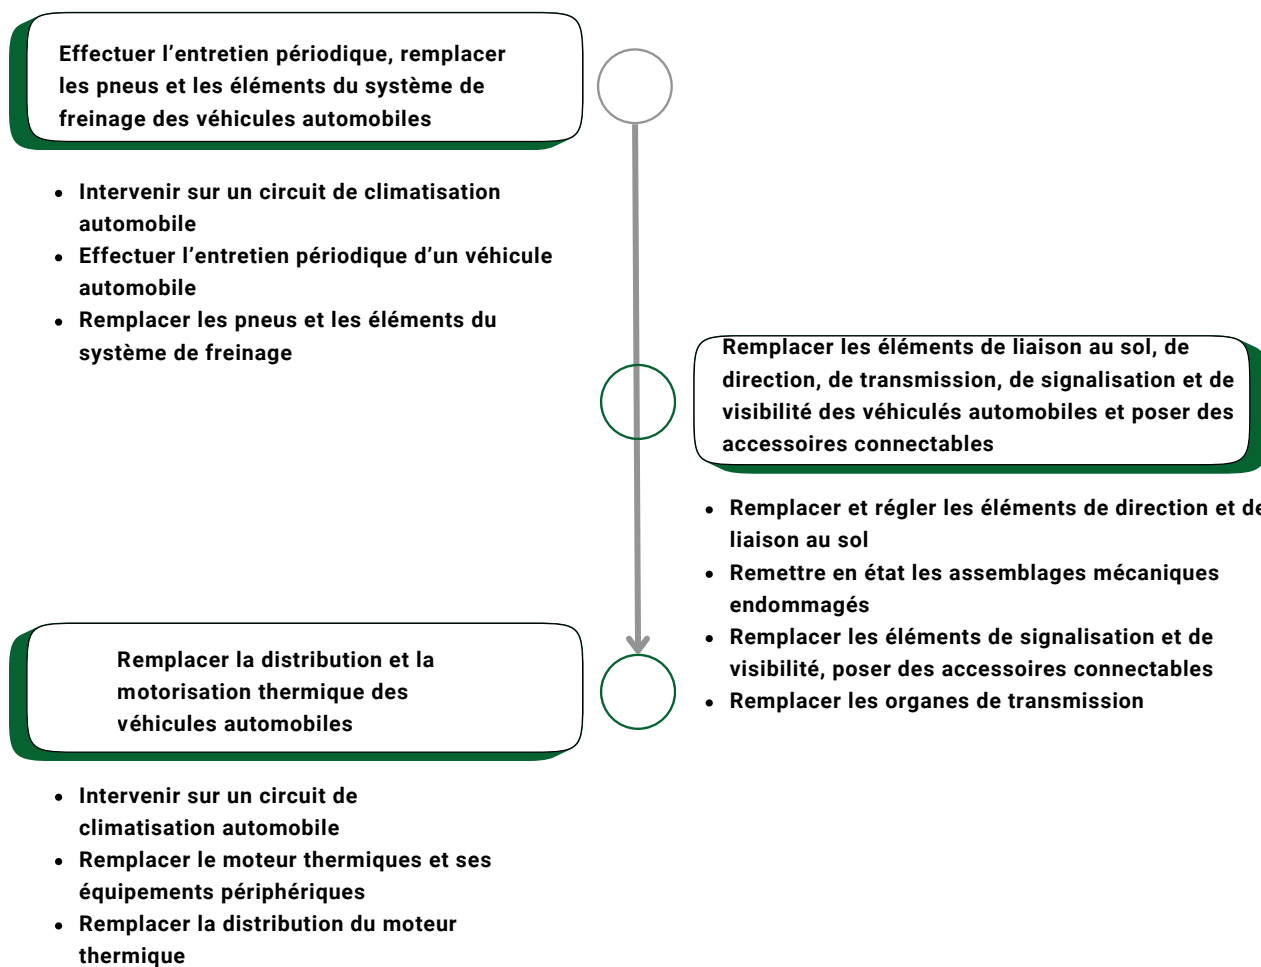 Effectuer l’entretien périodique, remplacer
les pneus et les éléments du système de
freinage des véhicules automobiles
• Intervenir sur un circuit de climatisation
automobile
• Effectuer l’entretien périodique d’un véhicule
automobile
• Remplacer les pneus et les éléments du
système de freinage
Remplacer les éléments de liaison au sol, de
direction, de transmission, de signalisation et de
visibilité des véhiculés automobiles et poser des
accessoires connectables
• Remplacer et régler les éléments de direction et de
liaison au sol
• Remettre en état les assemblages mécaniques
endommagés
• Remplacer les éléments de signalisation et de
visibilité, poser des accessoires connectables
• Remplacer les organes de transmission
Remplacer la distribution et la
motorisation thermique des
véhicules automobiles
• Intervenir sur un circuit de
climatisation automobile
• Remplacer le moteur thermiques et ses
équipements périphériques
• Remplacer la distribution du moteur
thermique